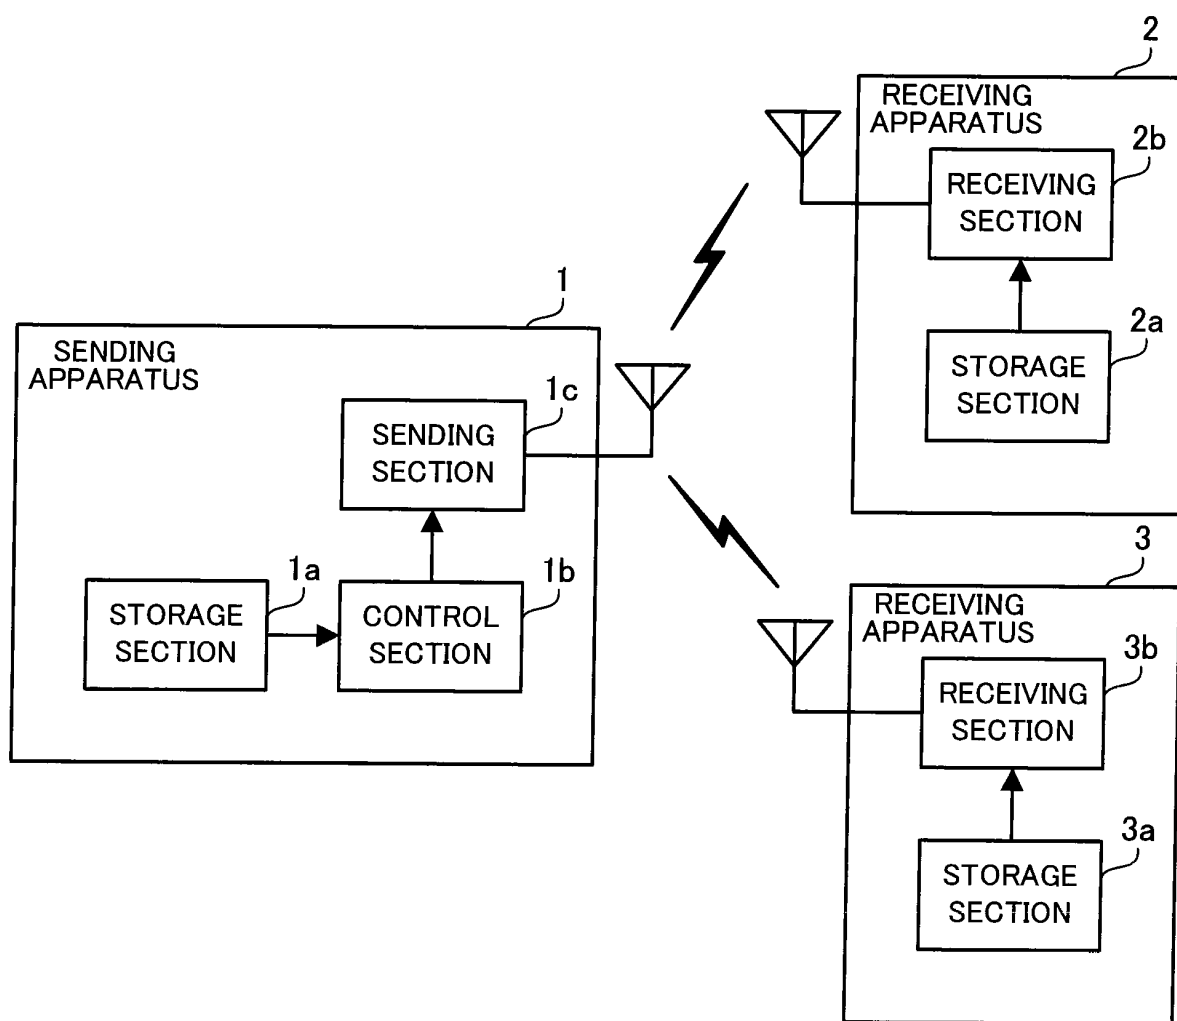 1
SENDING
APPARATUS
1c
SENDING
SECTION
1a
STORAGE
SECTION
1b
CONTROL
SECTION
2
RECEIVING
APPARATUS
2b
RECEIVING
SECTION
2a
STORAGE
SECTION
3
RECEIVING
APPARATUS
3b
RECEIVING
SECTION
3a
STORAGE
SECTION